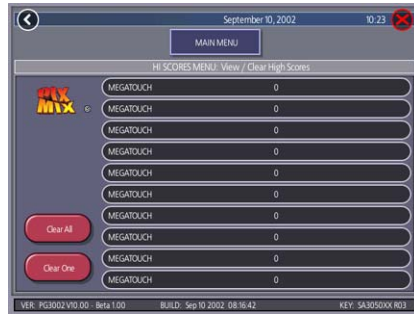 September 10, 2002 10:23
MAIN MENU
HI SCORES MENU: View / Clear High Scores
PIX MIX
MEGATOUCH 0
MEGATOUCH 0
MEGATOUCH 0
MEGATOUCH 0
MEGATOUCH 0
MEGATOUCH 0
MEGATOUCH 0
MEGATOUCH 0
MEGATOUCH 0
MEGATOUCH 0
Clear All
Clear One
VER: PG3002 V10.00 - Beta 1.00 BUILD: Sep 10 2002 08:16:42 KEY: SA3050XX R03